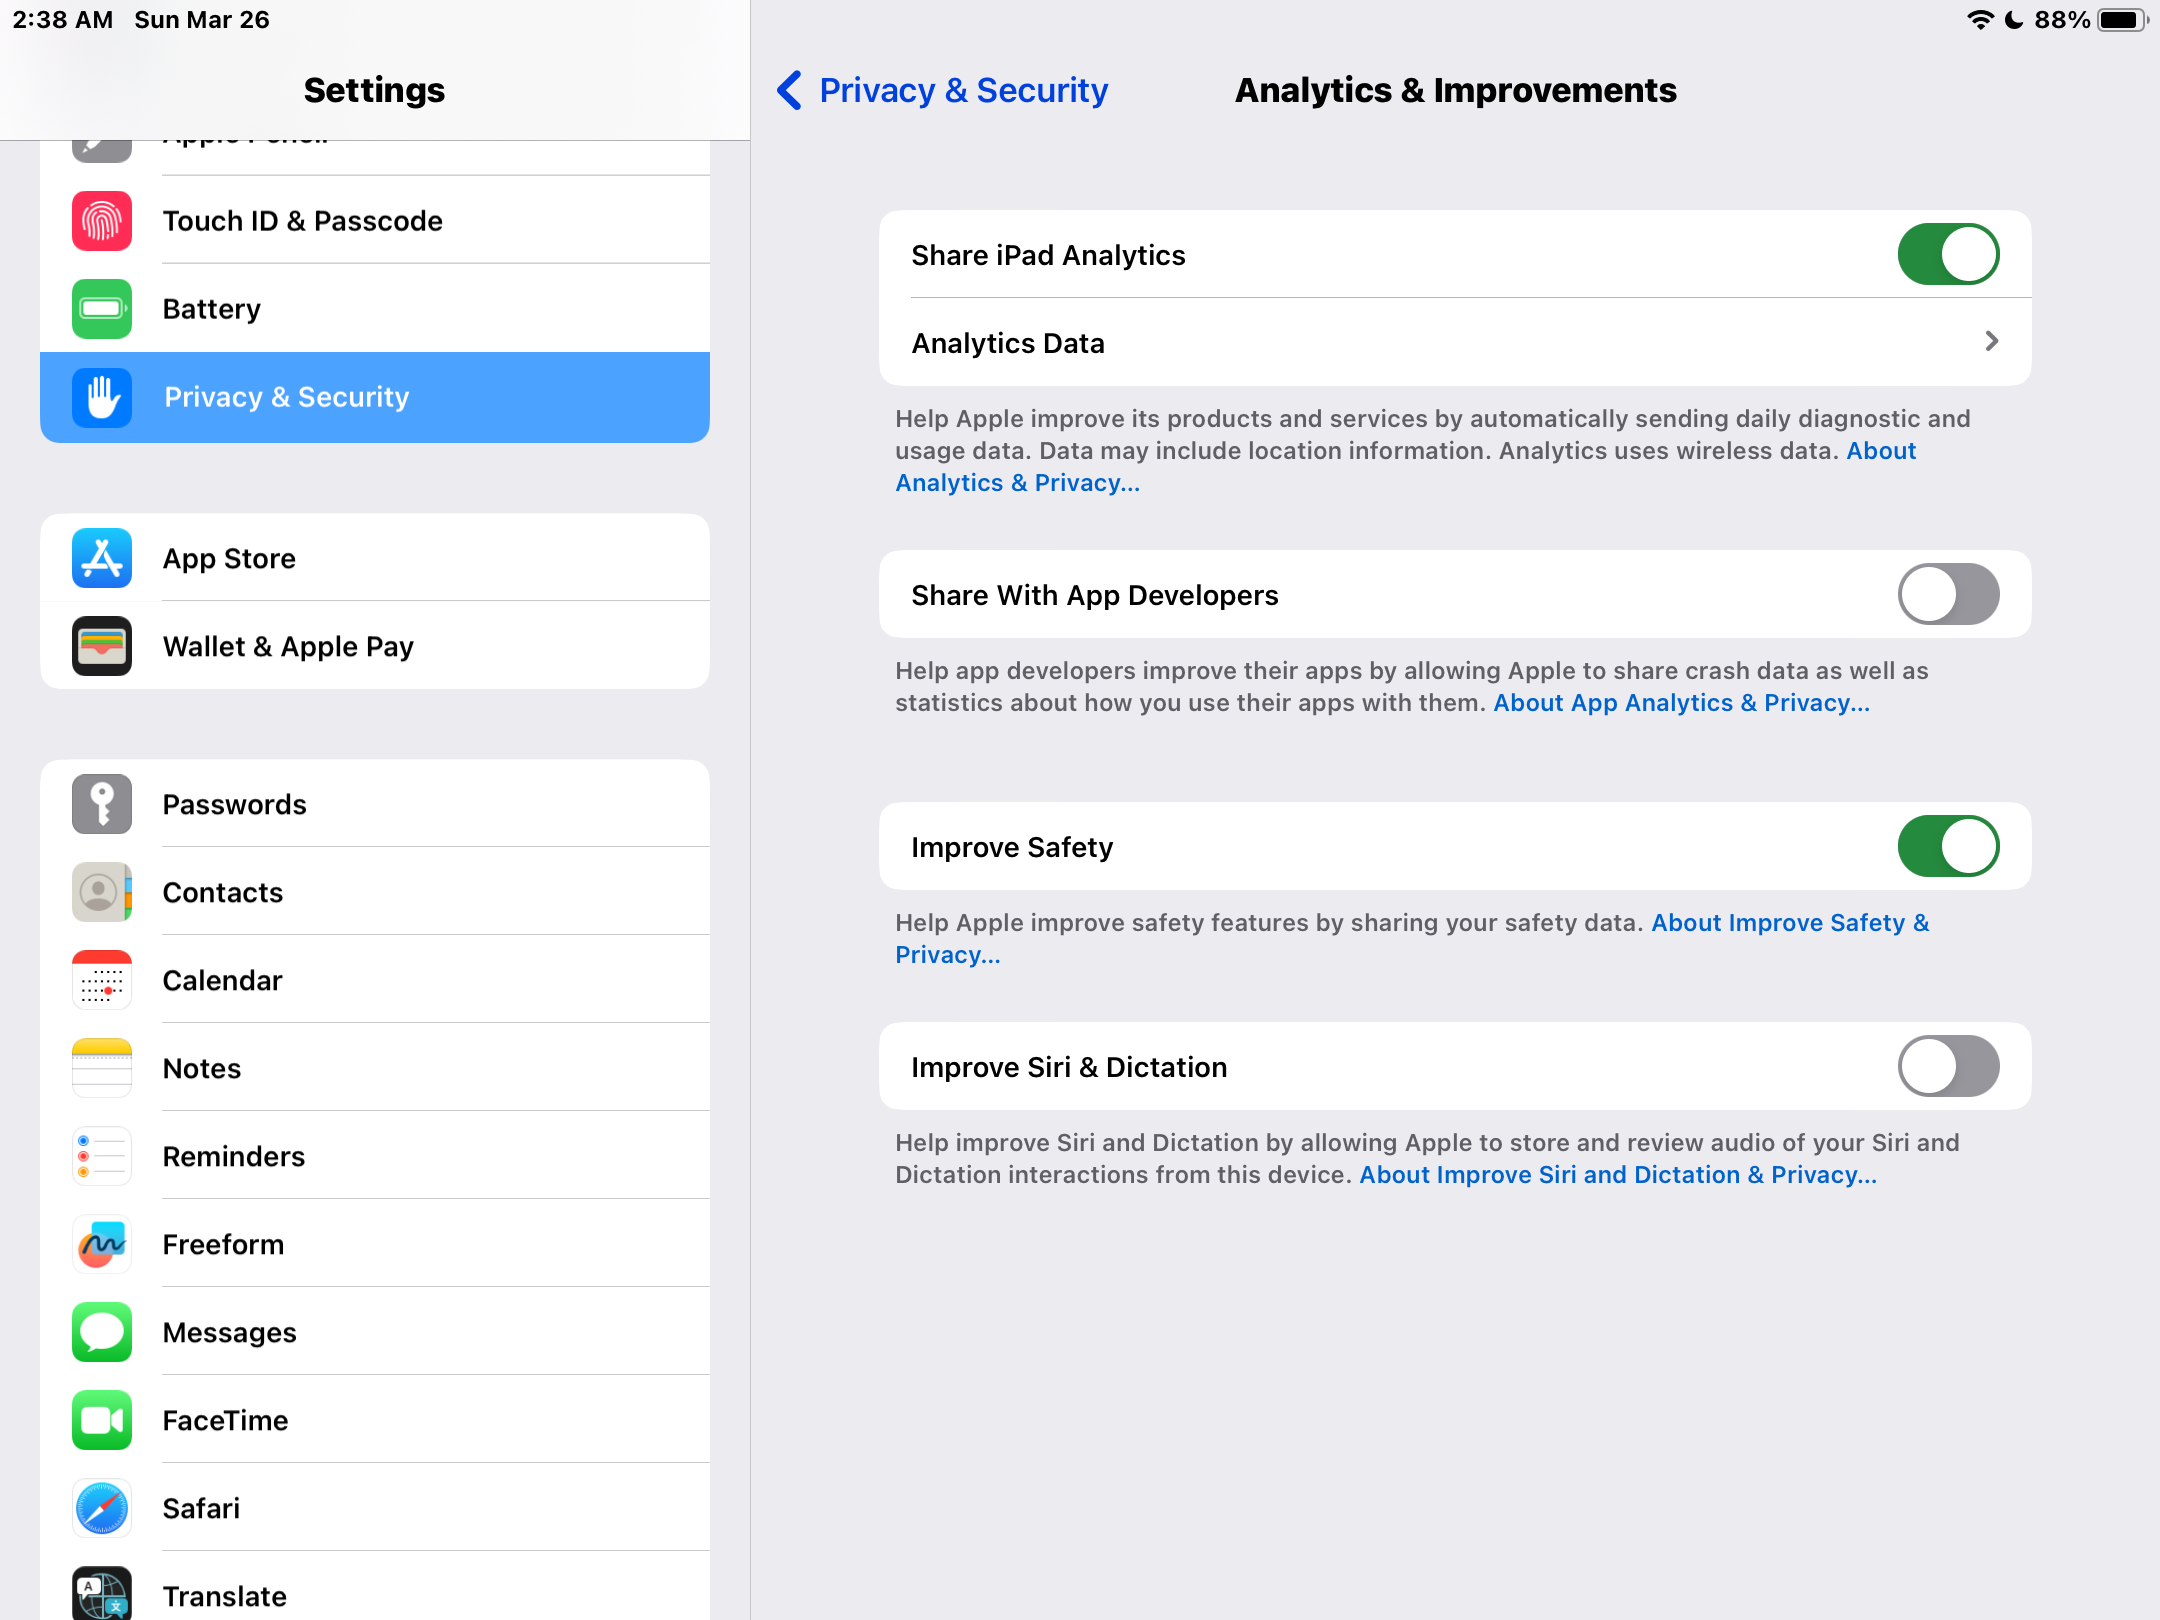 2:38 AM Sun Mar 26
88%
Settings
Apple Pencil
Touch ID & Passcode
Battery
Privacy & Security
App Store
Wallet & Apple Pay
Passwords
Contacts
Calendar
Notes
Reminders
Freeform
Messages
FaceTime
Safari
A
文
Translate
Privacy & Security
Analytics & Improvements
Share iPad Analytics
Analytics Data
Help Apple improve its products and services by automatically sending daily diagnostic and
usage data. Data may include location information. Analytics uses wireless data. About
Analytics & Privacy...
Share With App Developers
Help app developers improve their apps by allowing Apple to share crash data as well as
statistics about how you use their apps with them. About App Analytics & Privacy...
Improve Safety
Help Apple improve safety features by sharing your safety data. About Improve Safety &
Privacy...
Improve Siri & Dictation
Help improve Siri and Dictation by allowing Apple to store and review audio of your Siri and
Dictation interactions from this device. About Improve Siri and Dictation & Privacy...